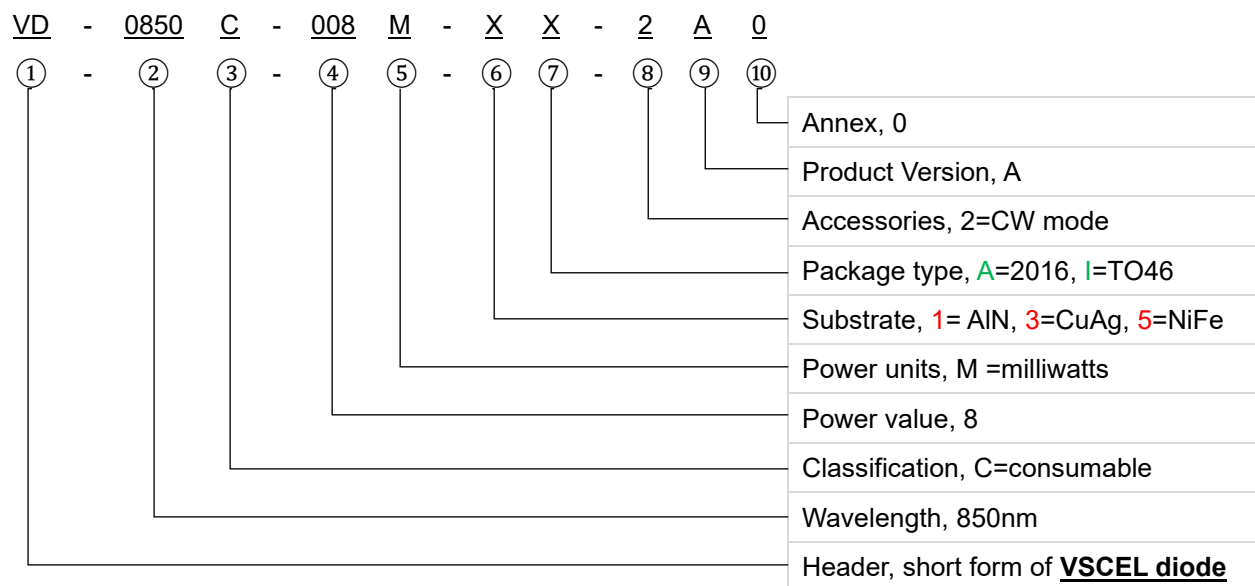 VD - 0850 C - 008 M - X X - 2 A 0
① - ② ③ - ④ ⑤ - ⑥ ⑦ - ⑧ ⑨ ⑩
Annex, 0
Product Version, A
Accessories, 2=CW mode
Package type, A=2016, I=TO46
Substrate, 1= AlN, 3=CuAg, 5=NiFe
Power units, M =milliwatts
Power value, 8
Classification, C=consumable
Wavelength, 850nm
Header, short form of VSCEL diode